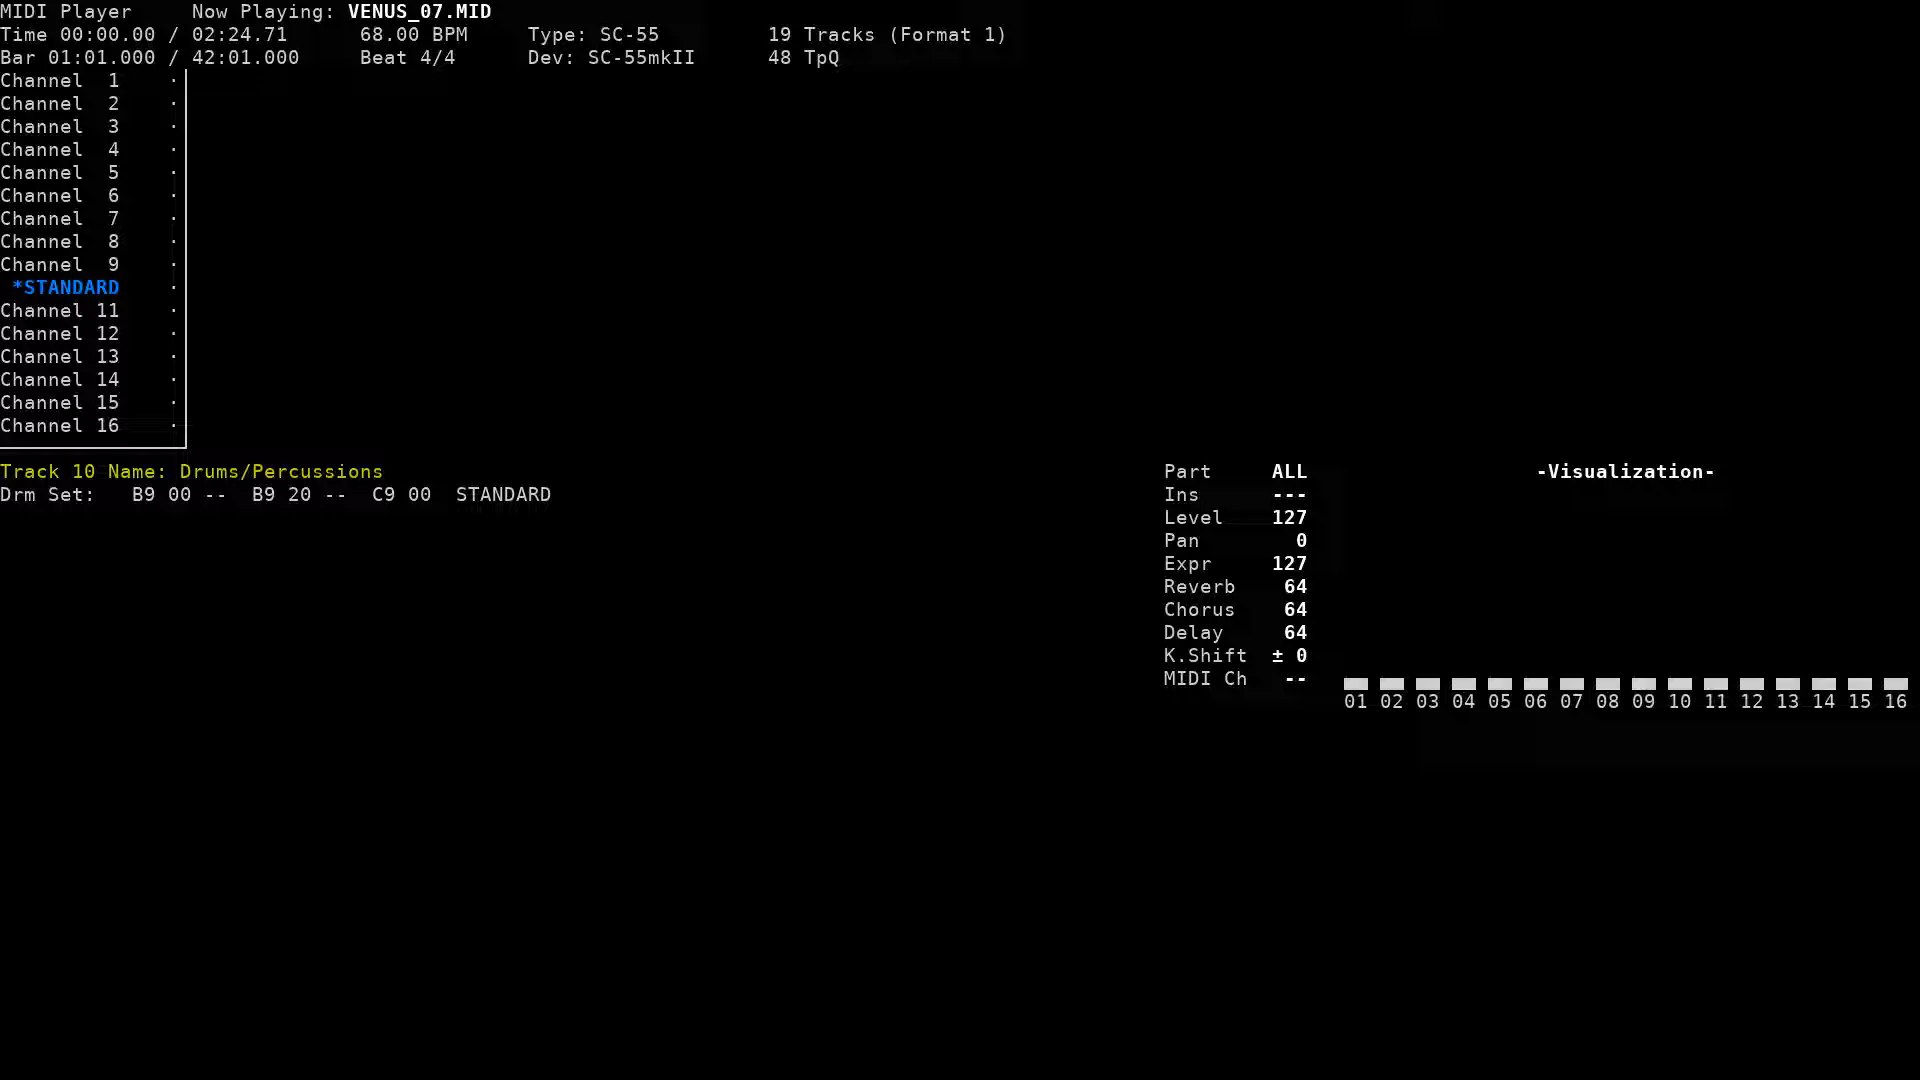 MIDI Player     Now Playing: VENUS_07.MID
Time 00:00.00 / 02:24.71      68.00 BPM     Type: SC-55         19 Tracks (Format 1)
Bar 01:01.000 / 42:01.000     Beat 4/4      Dev: SC-55mkII      48 TpQ
Channel  1    ·
Channel  2    ·
Channel  3    ·
Channel  4    ·
Channel  5    ·
Channel  6    ·
Channel  7    ·
Channel  8    ·
Channel  9    ·
*STANDARD    ·
Channel 11    ·
Channel 12    ·
Channel 13    ·
Channel 14    ·
Channel 15    ·
Channel 16    ·
Track 10 Name: Drums/Percussions
Drm Set:   B9 00 --  B9 20 --  C9 00  STANDARD
Part     ALL
Ins      ---
Level    127
Pan        0
Expr     127
Reverb    64
Chorus    64
Delay     64
K.Shift  ± 0
MIDI Ch   --
-Visualization-
01 02 03 04 05 06 07 08 09 10 11 12 13 14 15 16